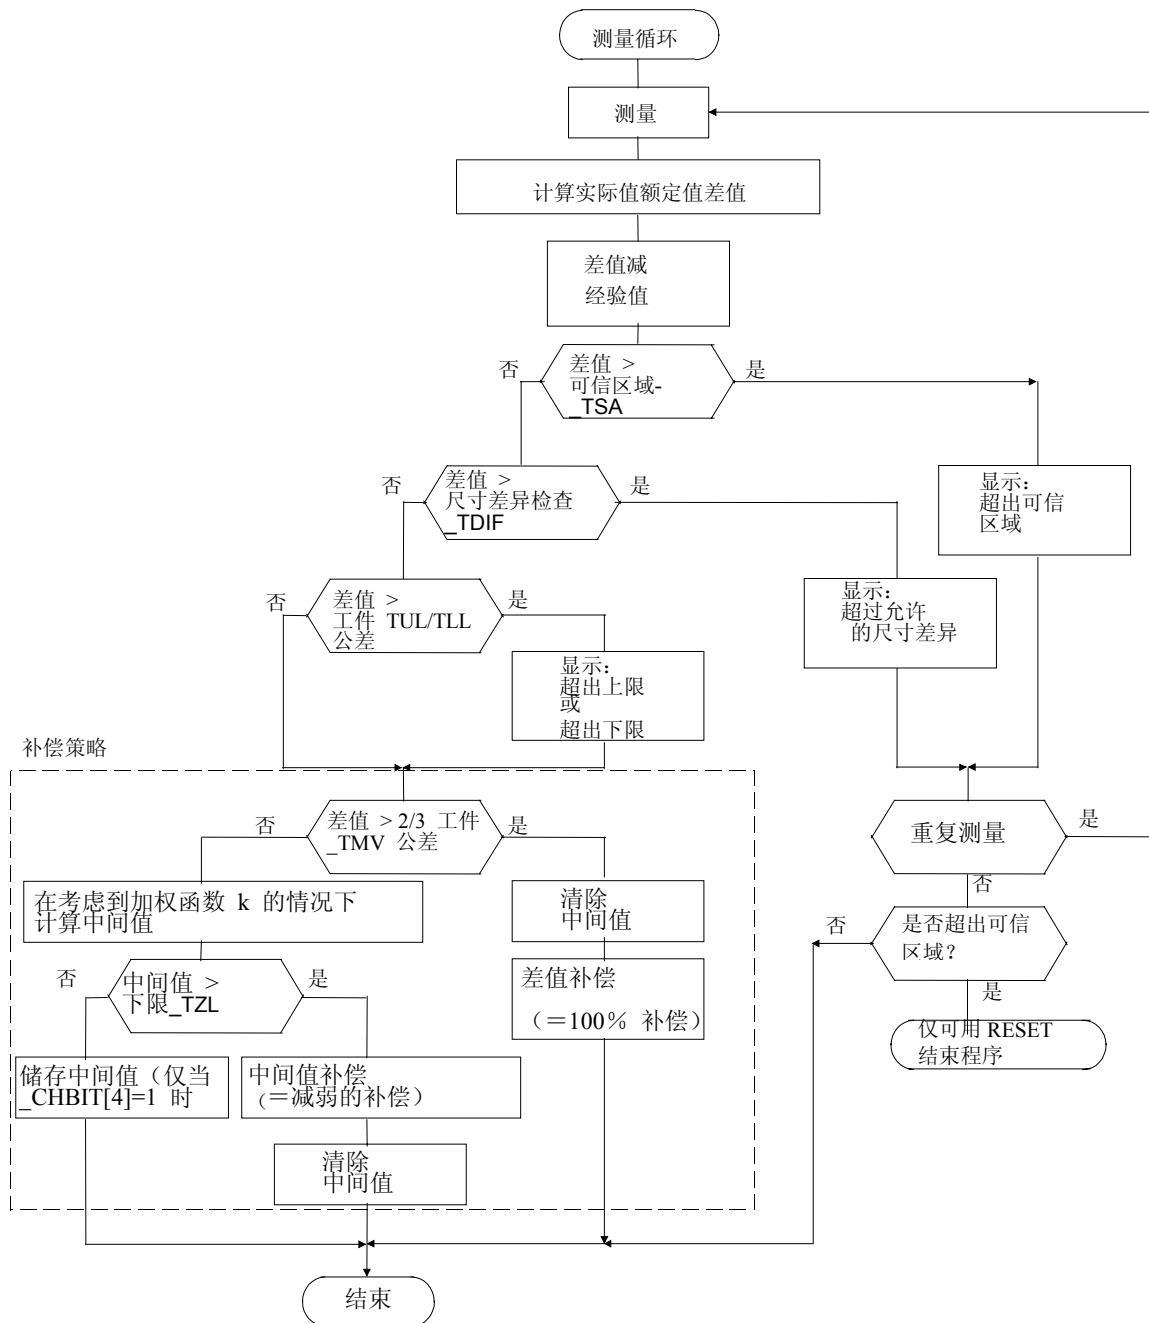 测量循环
测量
计算实际值额定值差值
差值减
经验值
否
差值 >
可信区域-
_TSA
是
否
差值 >
尺寸差异检查
_TDIF
是
显示:
超出可信
区域
否
差值 >
工件 TUL/TLL
公差
是
显示:
超过允许
的尺寸差异
显示:
超出上限
或
超出下限
补偿策略
否
差值 > 2/3 工件
_TMV 公差
是
重复测量
是
否
在考虑到加权函数 k 的情况下
计算中间值
清除
中间值
否
是否超出可信
区域?
是
否
中间值 >
下限_TZL
是
差值补偿
(=100% 补偿)
仅可用 RESET
结束程序
储存中间值(仅当
_CHBIT[4]=1 时
中间值补偿
(=减弱的补偿)
清除
中间值
结束